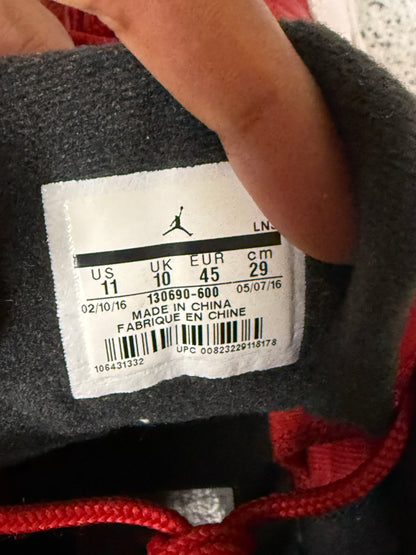 LNS
US UK EUR cm
11 10 45 29
02/10/16 130690-600 05/07/16
MADE IN CHINA
FABRIQUE EN CHINE
106431332 UPC 00823229118178